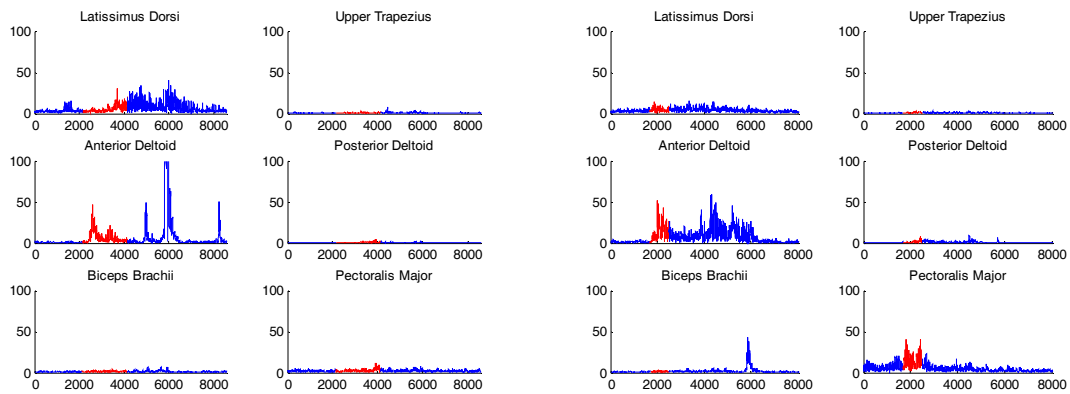 Latissimus Dorsi Upper Trapezius Latissimus Dorsi Upper Trapezius
100 100 100 100
50 50 50 50
0 0 0 0
0 2000 4000 6000 8000 0 2000 4000 6000 8000 0 2000 4000 6000 8000 0 2000 4000 6000 8000
Anterior Deltoid Posterior Deltoid Anterior Deltoid Posterior Deltoid
100 100 100 100
50 50 50 50
0 0 0 0
0 2000 4000 6000 8000 0 2000 4000 6000 8000 0 2000 4000 6000 8000 0 2000 4000 6000 8000
Biceps Brachii Pectoralis Major Biceps Brachii Pectoralis Major
100 100 100 100
50 50 50 50
0 0 0 0
0 2000 4000 6000 8000 0 2000 4000 6000 8000 0 2000 4000 6000 8000 0 2000 4000 6000 8000